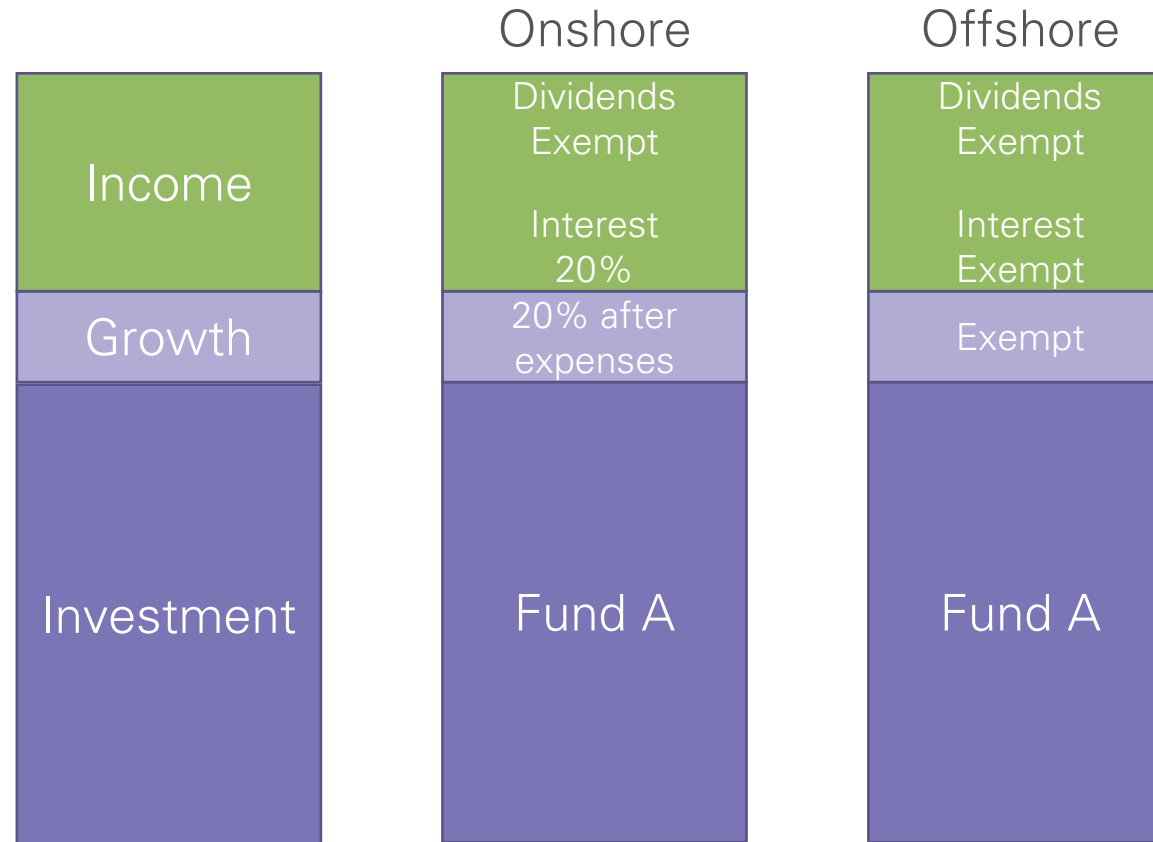 Onshore
Offshore
Income
Growth
Investment
Dividends
Exempt
Interest
20%
20% after
expenses
Fund A
Dividends
Exempt
Interest
Exempt
Exempt
Fund A